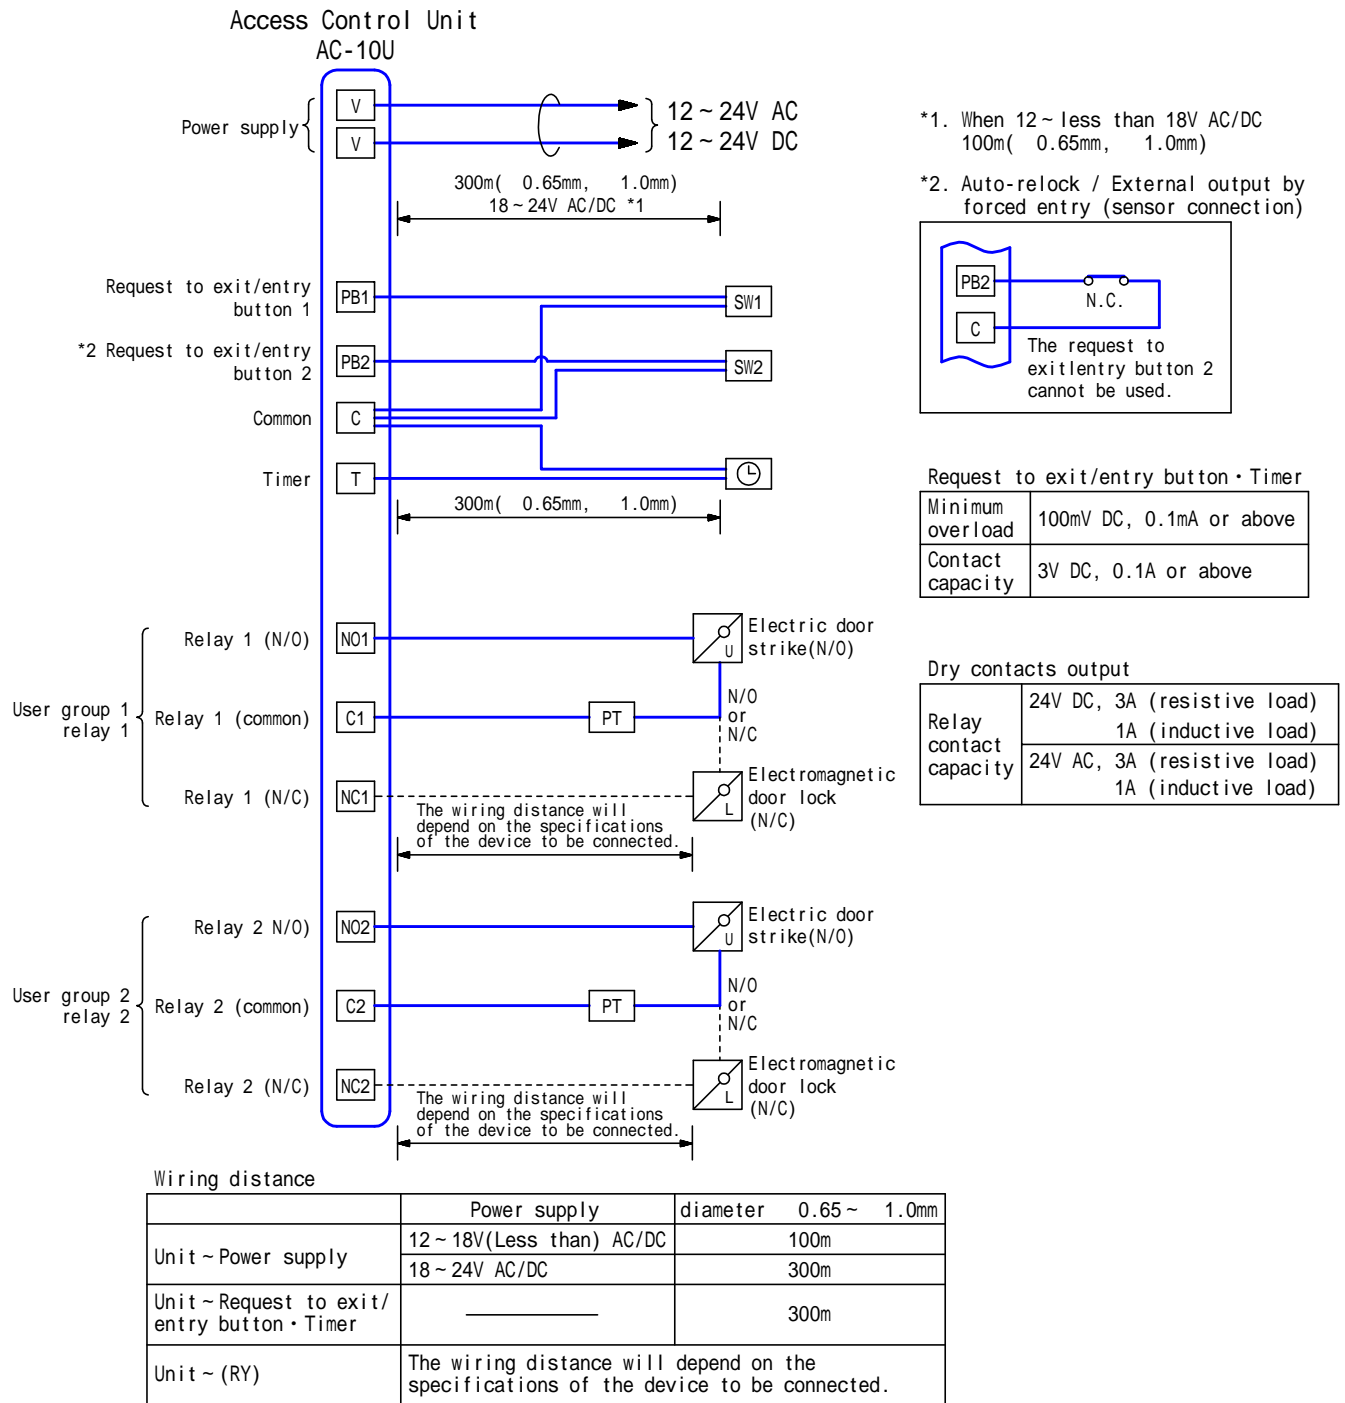 Access Control Unit
AC-10U
Power supply
V
V
12~24V AC
12~24V DC
300m( 0.65mm, 1.0mm)
18~24V AC/DC *1
Request to exit/entry
button 1
PB1
SW1
*2 Request to exit/entry
button 2
PB2
SW2
Common
C
Timer
T
300m( 0.65mm, 1.0mm)
User group 1
relay 1
Relay 1 (N/O)
NO1
Electric door
strike(N/O)
Relay 1 (common)
C1
PT
N/O
or
N/C
Relay 1 (N/C)
NC1
Electromagnetic
door lock
(N/C)
U
L
The wiring distance will
depend on the specifications
of the device to be connected.
User group 2
relay 2
Relay 2 N/O)
NO2
Electric door
strike(N/O)
Relay 2 (common)
C2
PT
N/O
or
N/C
Relay 2 (N/C)
NC2
Electromagnetic
door lock
(N/C)
U
L
The wiring distance will
depend on the specifications
of the device to be connected.
*1. When 12~less than 18V AC/DC
100m( 0.65mm, 1.0mm)
*2. Auto-relock / External output by
forced entry (sensor connection)
PB2
N.C.
C
The request to
exitlentry button 2
cannot be used.
Request to exit/entry button・Timer
Minimum
overload
100mV DC, 0.1mA or above
Contact
capacity
3V DC, 0.1A or above
Dry contacts output
Relay
contact
capacity
24V DC, 3A (resistive load)
1A (inductive load)
24V AC, 3A (resistive load)
1A (inductive load)
Wiring distance
Power supply
diameter 0.65~ 1.0mm
Unit~Power supply
12~18V(Less than) AC/DC
100m
18~24V AC/DC
300m
Unit~Request to exit/
entry button・Timer
300m
Unit~(RY)
The wiring distance will depend on the
specifications of the device to be connected.